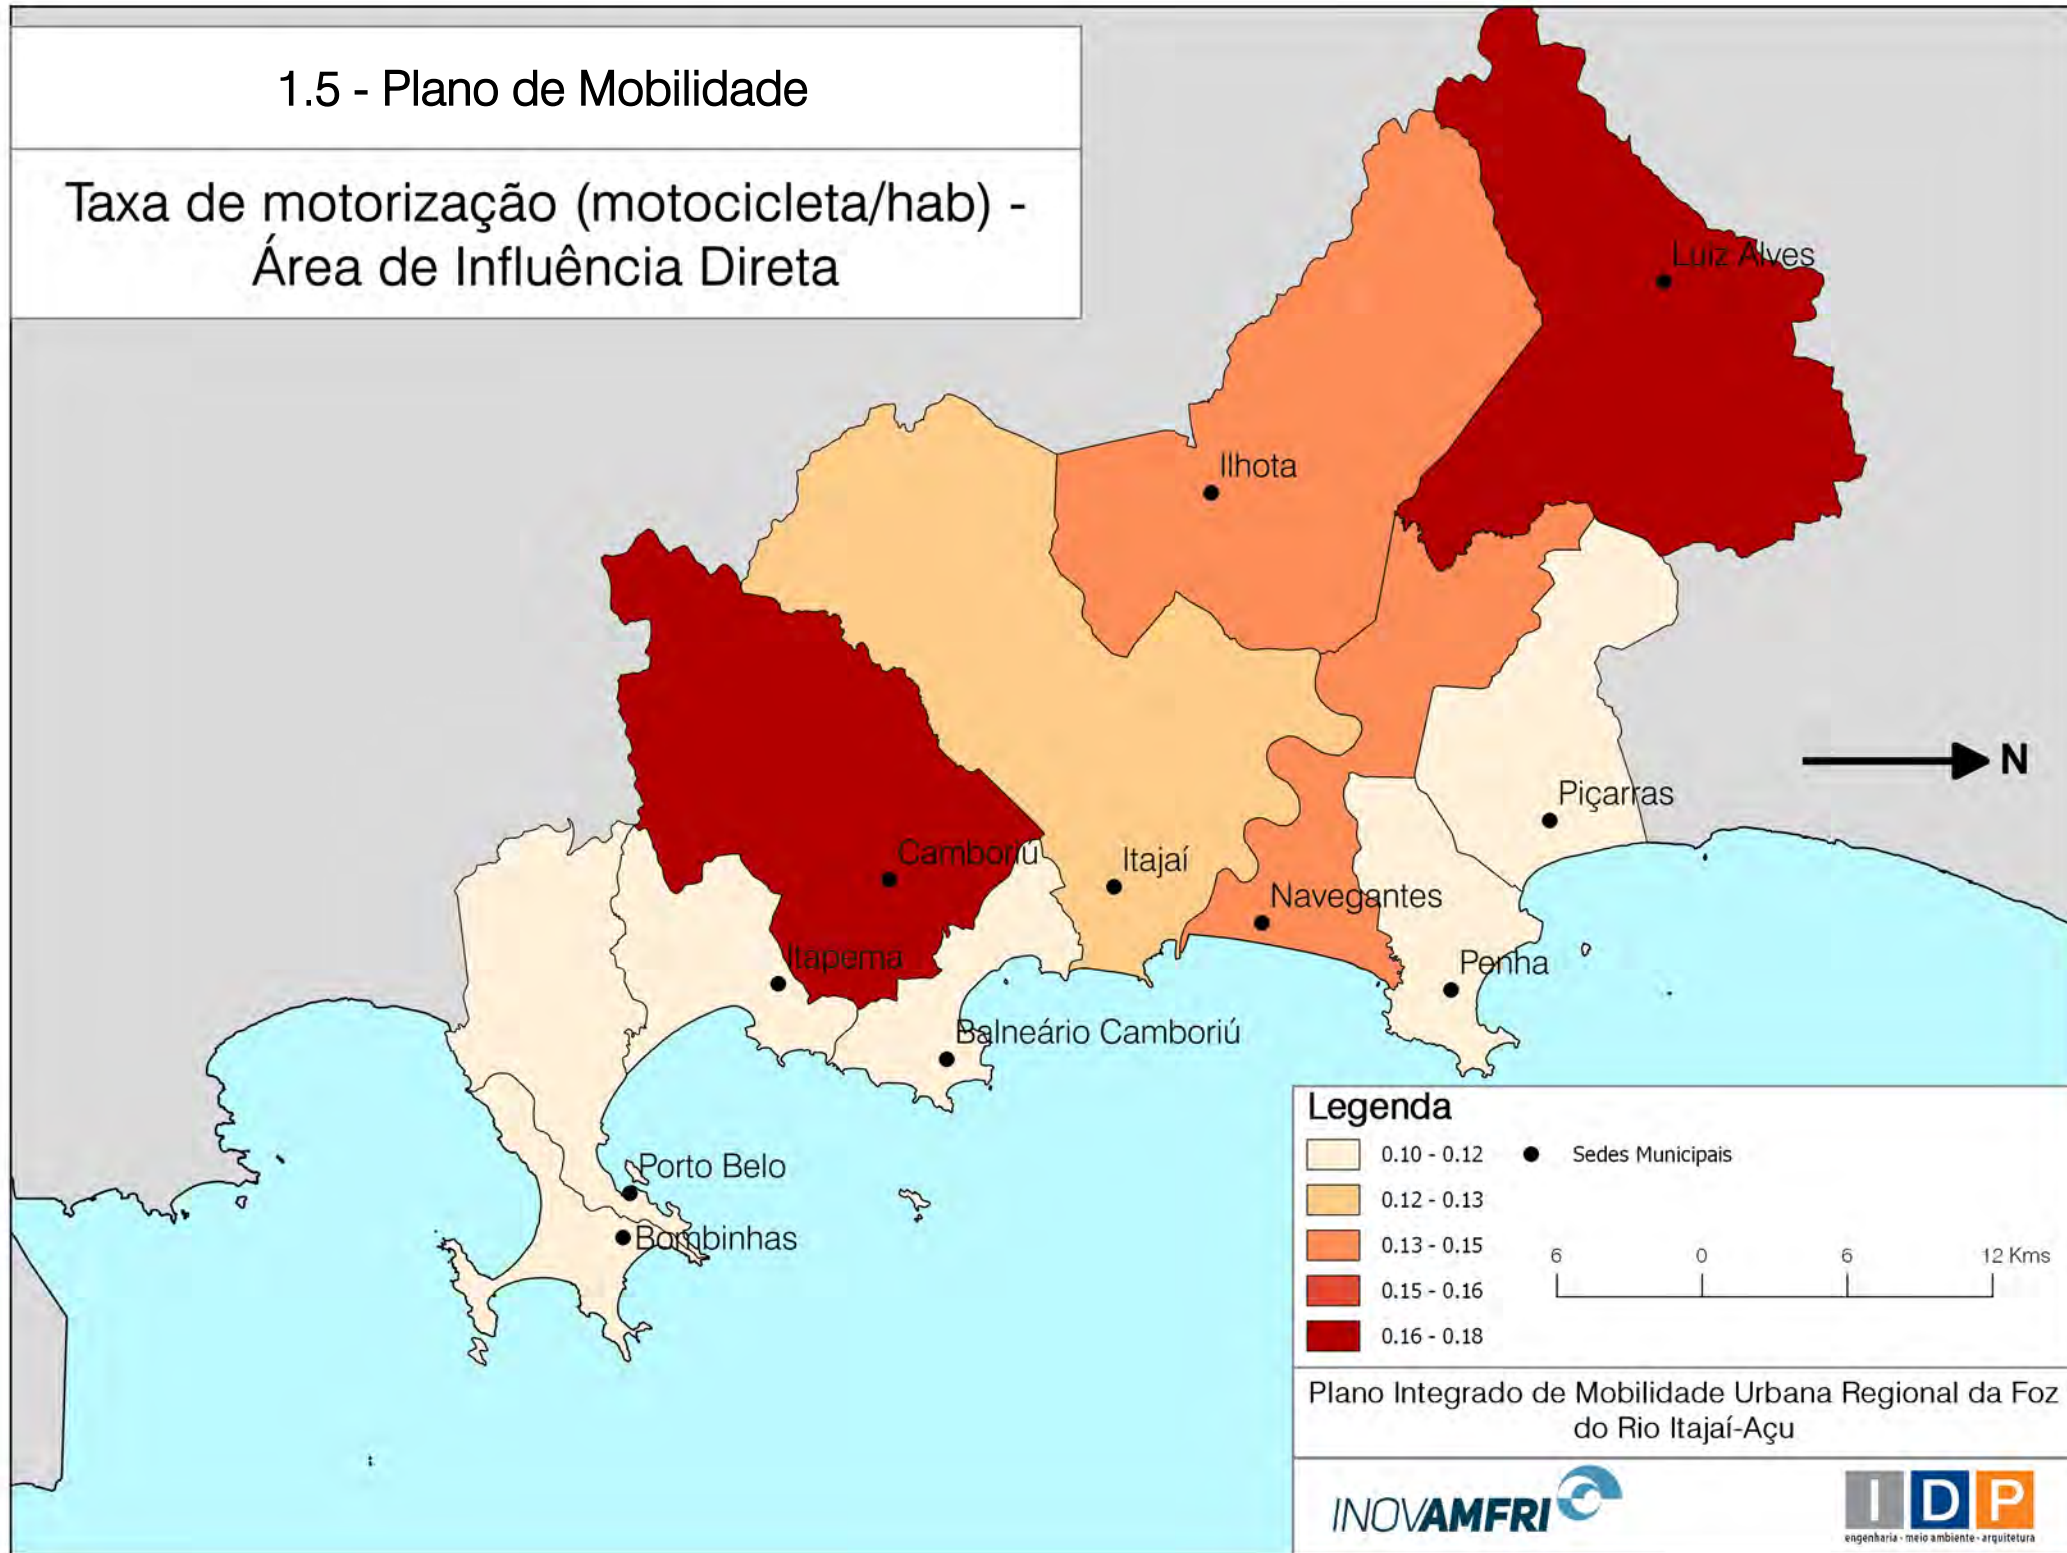 1.5 - Plano de Mobilidade
Taxa de motorização (motocicleta/hab) -
Área de Influência Direta
Luiz Alves
Ilhota
Piçarras
Camboriú
Itajaí
Navegantes
Itapema
Penha
Balneário Camboriú
Porto Belo
Bombinhas
N
Legenda
0.10 - 0.12
Sedes Municipais
0.12 - 0.13
0.13 - 0.15
0.15 - 0.16
0.16 - 0.18
6 0 6 12 Kms
Plano Integrado de Mobilidade Urbana Regional da Foz
do Rio Itajaí-Açu
INOVAMFRI
IDP
engenharia - meio ambiente - arquitetura